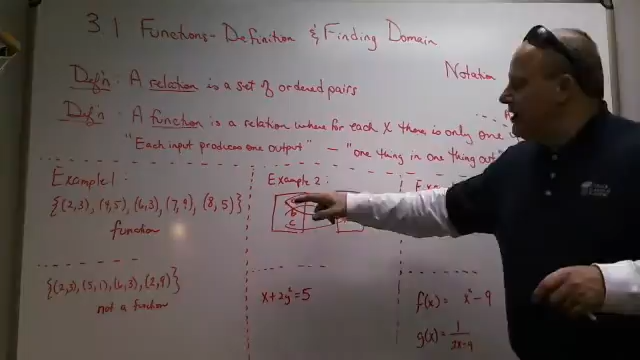 3.1 Functions - Definition & Finding Domain
Notation
Def'n: A relation is a set of ordered pairs
Def'n: A function is a relation where for each x there is only one
"Each input produces one output" — "one thing in one thing out"
Example 1:
{(2,3), (4,5), (6,3), (7,9), (8,5)}
function
{(2,3), (5,1), (6,3), (2,9)}
not a function
Example 2:
b
c
x+2y²=5
f(x) = x²-9
g(x) = 1/(2x-9)